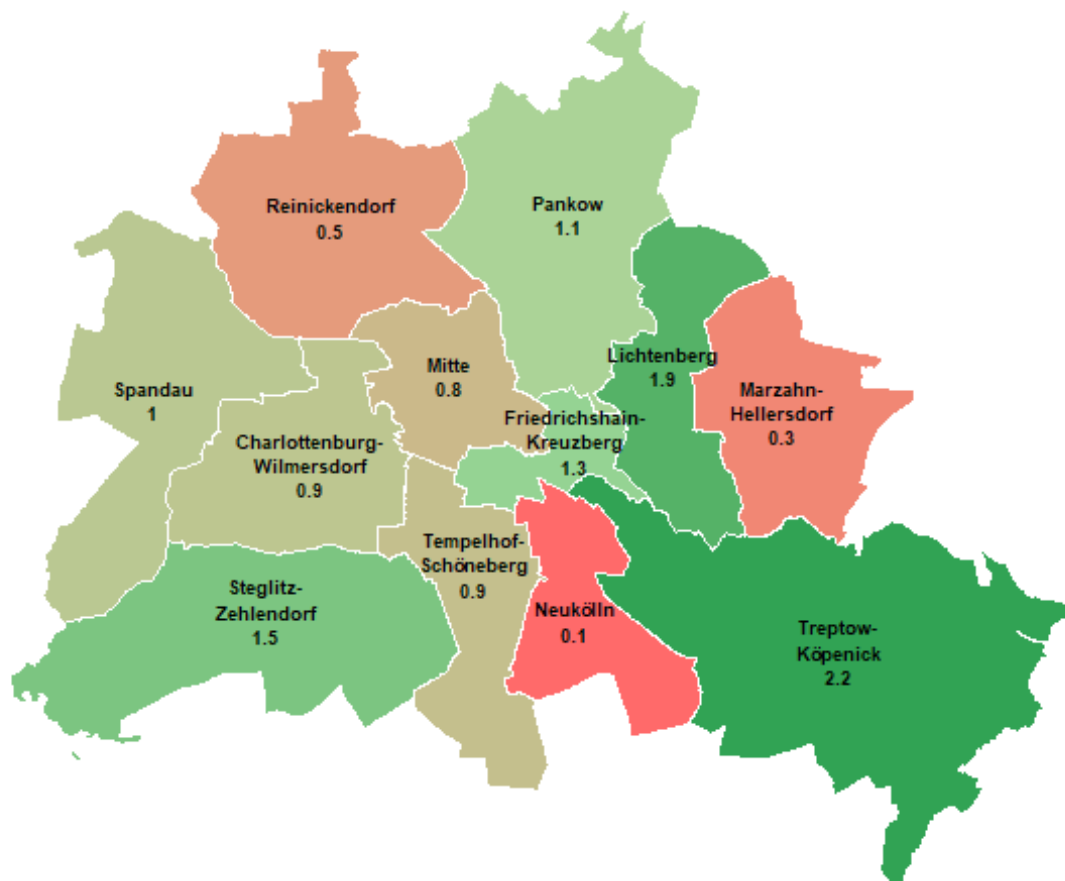 Reinickendorf
0.5
Pankow
1.1
Spandau
1
Mitte
0.8
Lichtenberg
1.9
Marzahn-
Hellersdorf
0.3
Friedrichshain-
Kreuzberg
1.3
Charlottenburg-
Wilmersdorf
0.9
Tempelhof-
Schöneberg
0.9
Steglitz-
Zehlendorf
1.5
Neukölln
0.1
Treptow-
Köpenick
2.2